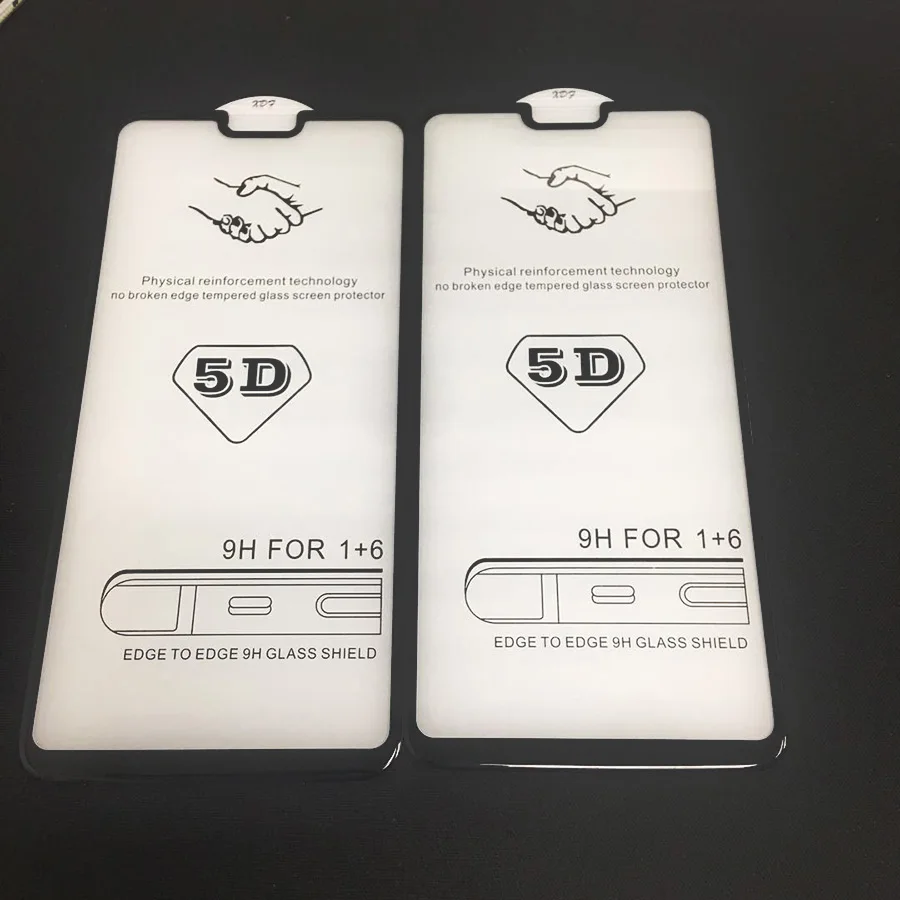 XDF
Physical reinforcement technology
no broken edge tempered glass screen protector
5D
9H FOR 1+6
EDGE TO EDGE 9H GLASS SHIELD
XDF
Physical reinforcement technology
no broken edge tempered glass screen protector
5D
9H FOR 1+6
EDGE TO EDGE 9H GLASS SHIELD